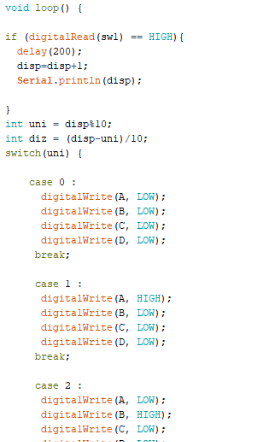 void loop() {
if (digitalRead(sw1) == HIGH){
delay(200);
disp=disp+1;
Serial.println(disp);
}
int uni = disp%10;
int diz = (disp-uni)/10;
switch(uni) {
case 0 :
digitalWrite(A, LOW);
digitalWrite(B, LOW);
digitalWrite(C, LOW);
digitalWrite(D, LOW);
break;
case 1 :
digitalWrite(A, HIGH);
digitalWrite(B, LOW);
digitalWrite(C, LOW);
digitalWrite(D, LOW);
break;
case 2 :
digitalWrite(A, LOW);
digitalWrite(B, HIGH);
digitalWrite(C, LOW);